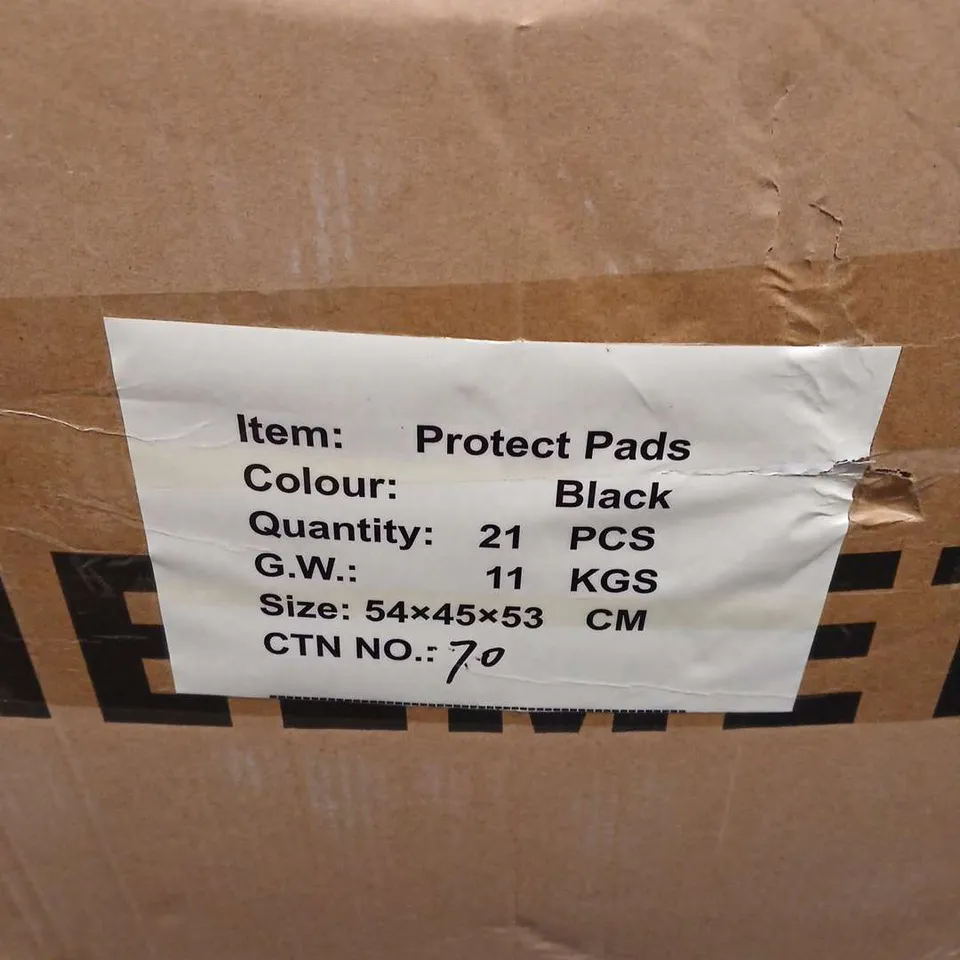 Item: Protect Pads
Colour: Black
Quantity: 21 PCS
G.W.: 11 KGS
Size: 54×45×53 CM
CTN NO.: 70